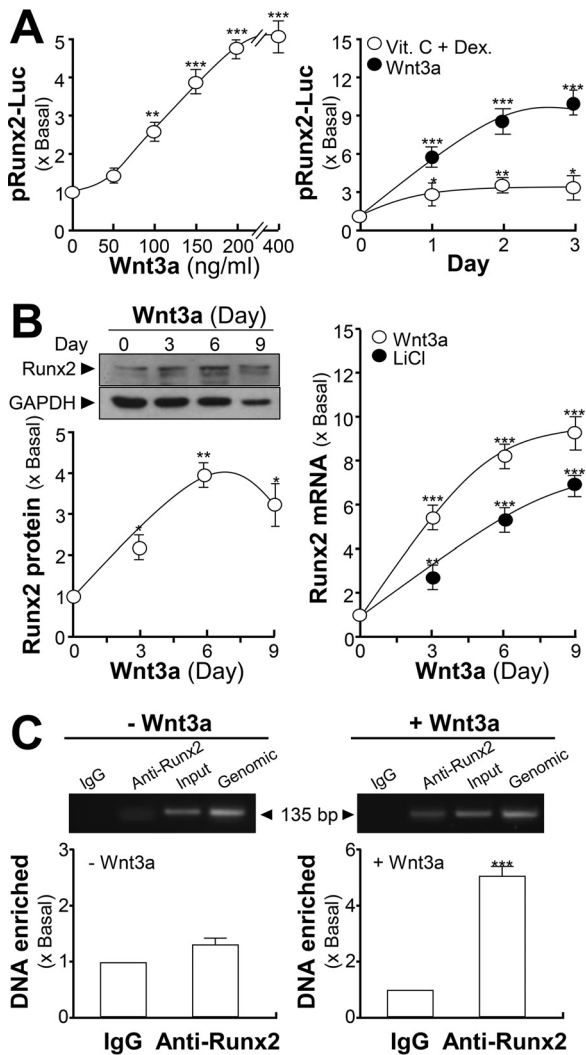 A
pRunx2-Luc
(x Basal)
5
4
3
2
1
0
***
***
***
**
0 50 100 150 200 400
Wnt3a (ng/ml)
pRunx2-Luc
(x Basal)
15
12
9
6
3
0
Vit. C + Dex.
Wnt3a
***
***
***
*
**
*
0 1 2 3
Day
B
Wnt3a (Day)
Day 0 3 6 9
Runx2
GAPDH
Runx2 protein (x Basal)
5
4
3
2
1
0
*
**
*
0 3 6 9
Wnt3a (Day)
Runx2 mRNA (x Basal)
15
12
10
8
6
4
2
0
Wnt3a
LiCl
***
***
***
***
***
**
0 3 6 9
Wnt3a (Day)
C
- Wnt3a
IgG Anti-Runx2 Input Genomic
135 bp
+ Wnt3a
IgG Anti-Runx2 Input Genomic
DNA enriched
(x Basal)
3
2
1
0
- Wnt3a
IgG Anti-Runx2
DNA enriched
(x Basal)
6
4
2
0
+ Wnt3a
***
IgG Anti-Runx2